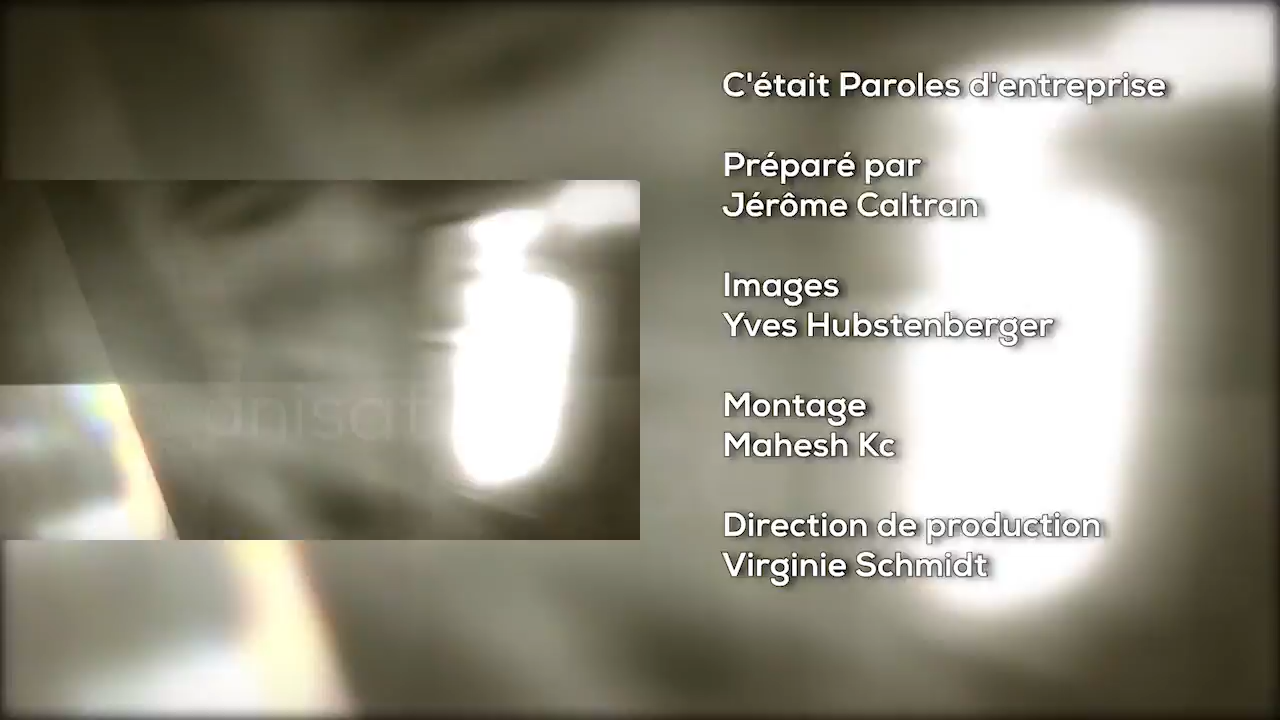 C'était Paroles d'entreprise
Préparé par
Jérôme Caltran
Images
Yves Hubstenberger
Montage
Mahesh Kc
Direction de production
Virginie Schmidt